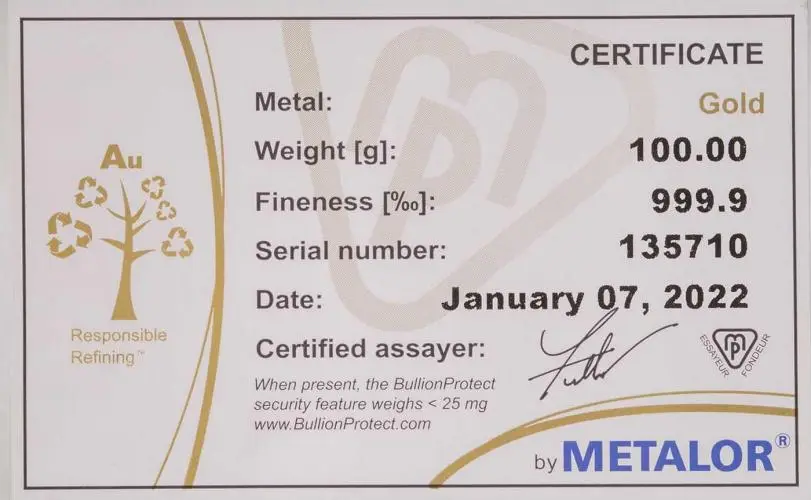 CERTIFICATE
Metal: Gold
Weight [g]: 100.00
Fineness [‰]: 999.9
Serial number: 135710
Date: January 07, 2022
Certified assayer:
When present, the BullionProtect
security feature weighs < 25 mg
www.BullionProtect.com
Au
Responsible
Refining™
MP
ESSAYEUR FONDEUR
by METALOR®